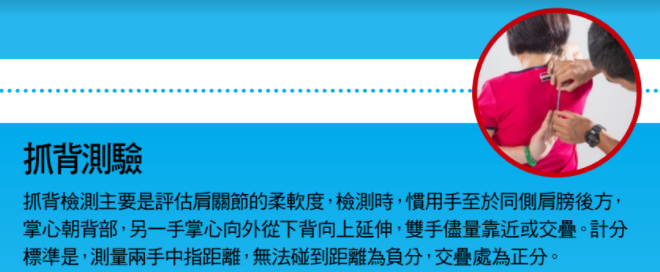 抓背測驗
抓背檢測主要是評估肩關節的柔軟度，檢測時，慣用手至於同側肩膀後方，
掌心朝背部，另一手掌心向外從下背向上延伸，雙手儘量靠近或交疊。計分
標準是，測量兩手中指距離，無法碰到距離為負分，交疊處為正分。